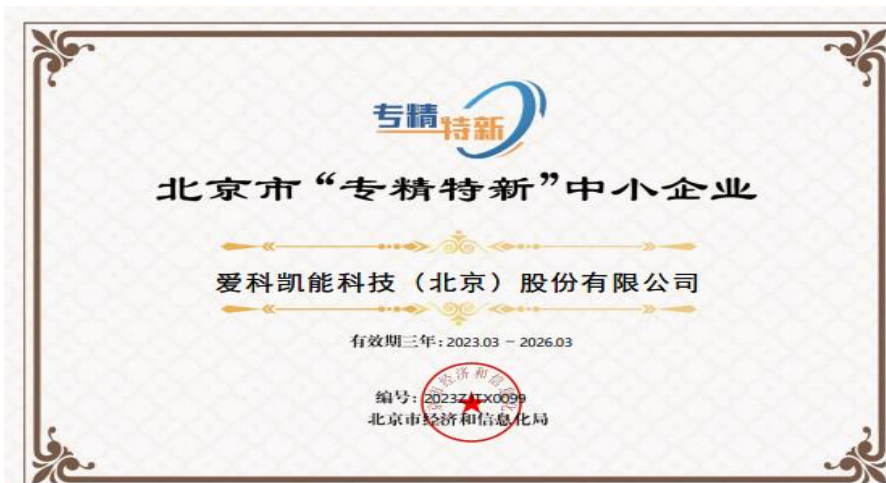 专精特新
北京市“专精特新”中小企业
爱科凯能科技（北京）股份有限公司
有效期三年：2023.03 - 2026.03
编号：2023ZJTX0099
北京市经济和信息化局